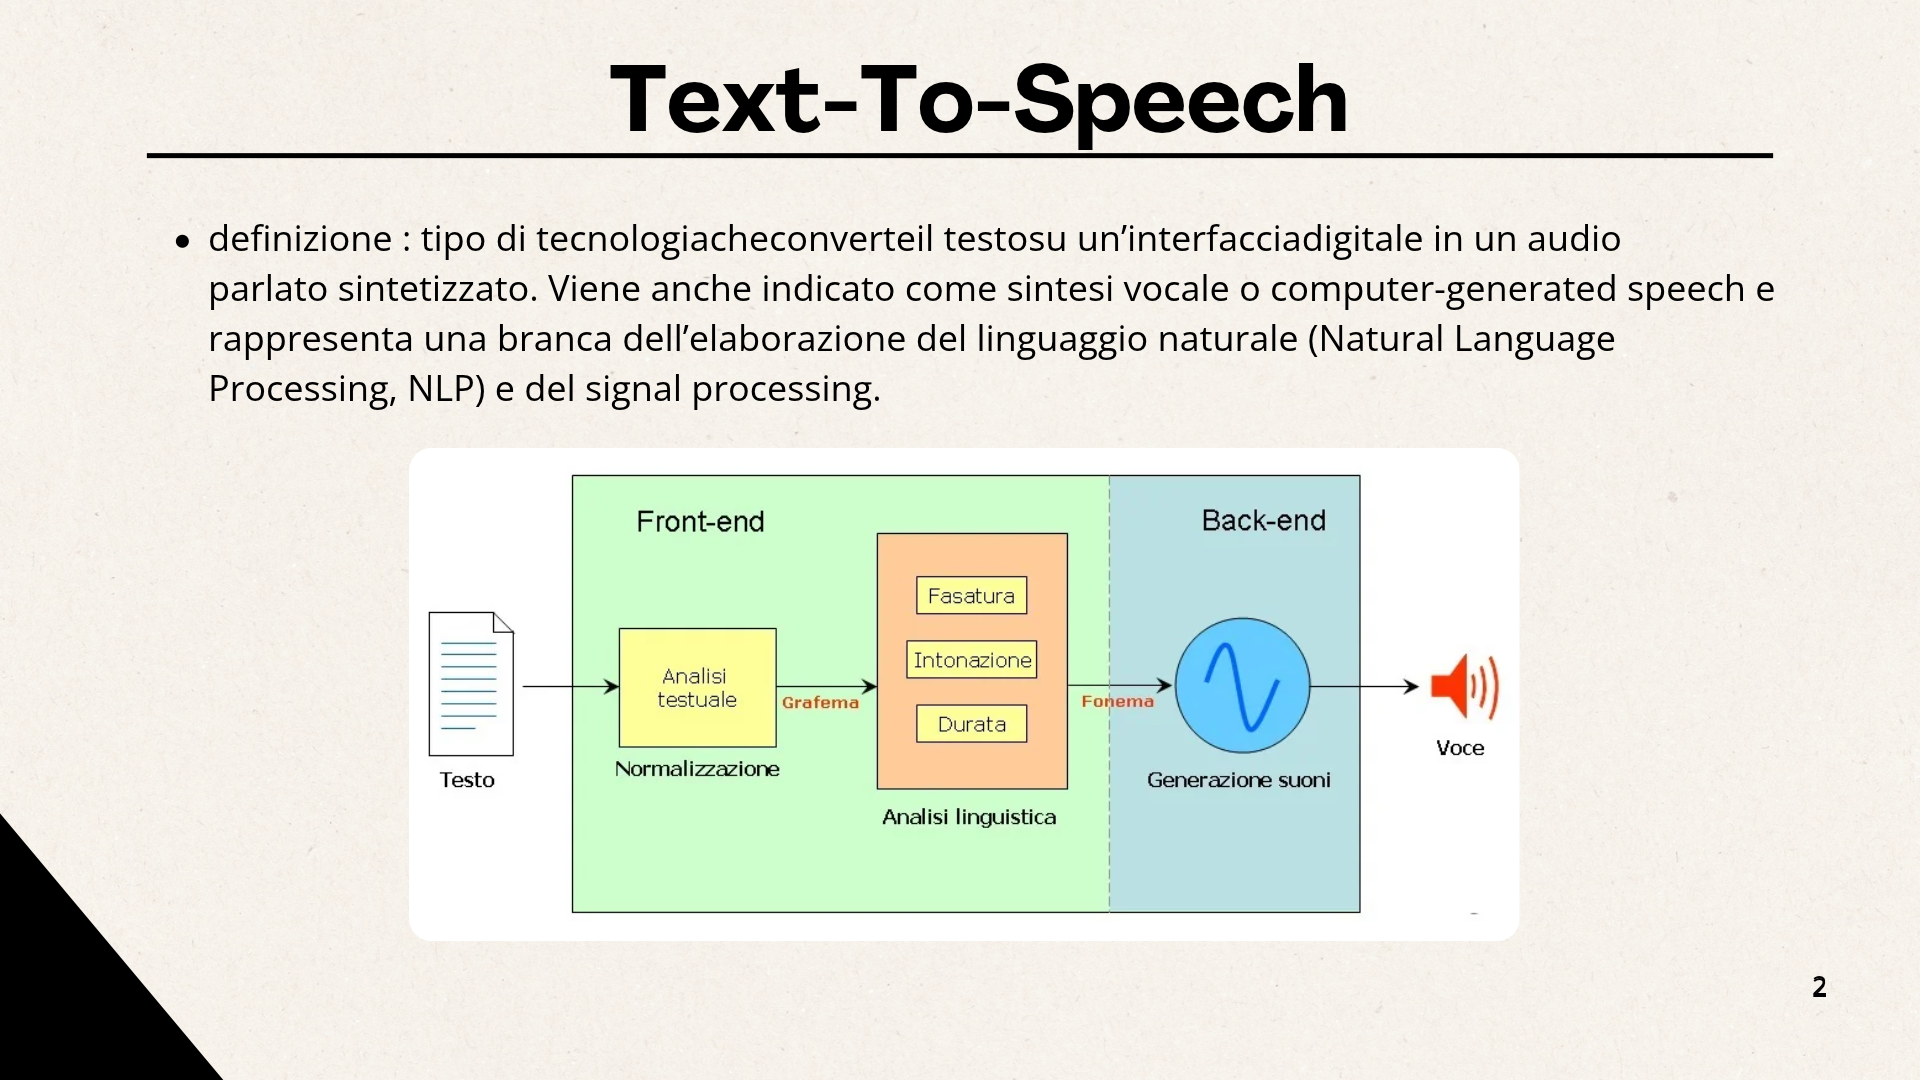 Text-To-Speech
• definizione : tipo di tecnologiacheconverteil testosu un’interfacciadigitale in un audio
parlato sintetizzato. Viene anche indicato come sintesi vocale o computer-generated speech e
rappresenta una branca dell’elaborazione del linguaggio naturale (Natural Language
Processing, NLP) e del signal processing.
Front-end
Back-end
Testo
Analisi
testuale
Normalizzazione
Grafema
Fasatura
Intonazione
Durata
Analisi linguistica
Fonema
Generazione suoni
Voce
2